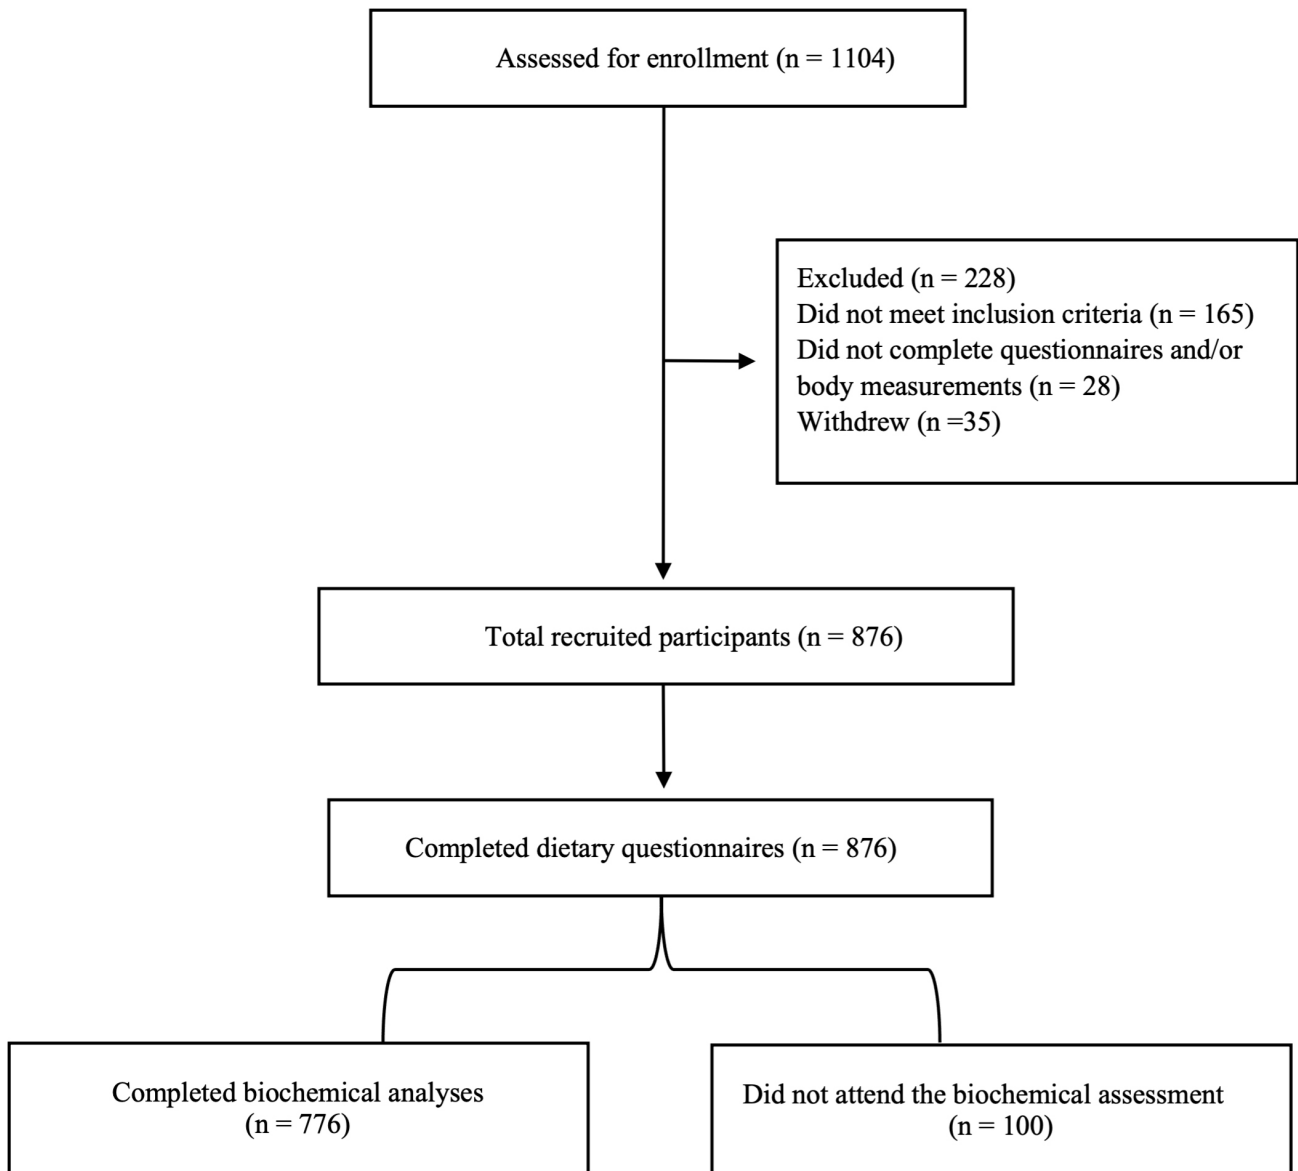 Assessed for enrollment (n = 1104)
Excluded (n = 228)
Did not meet inclusion criteria (n = 165)
Did not complete questionnaires and/or
body measurements (n = 28)
Withdrew (n =35)
Total recruited participants (n = 876)
Completed dietary questionnaires (n = 876)
Completed biochemical analyses
(n = 776)
Did not attend the biochemical assessment
(n = 100)